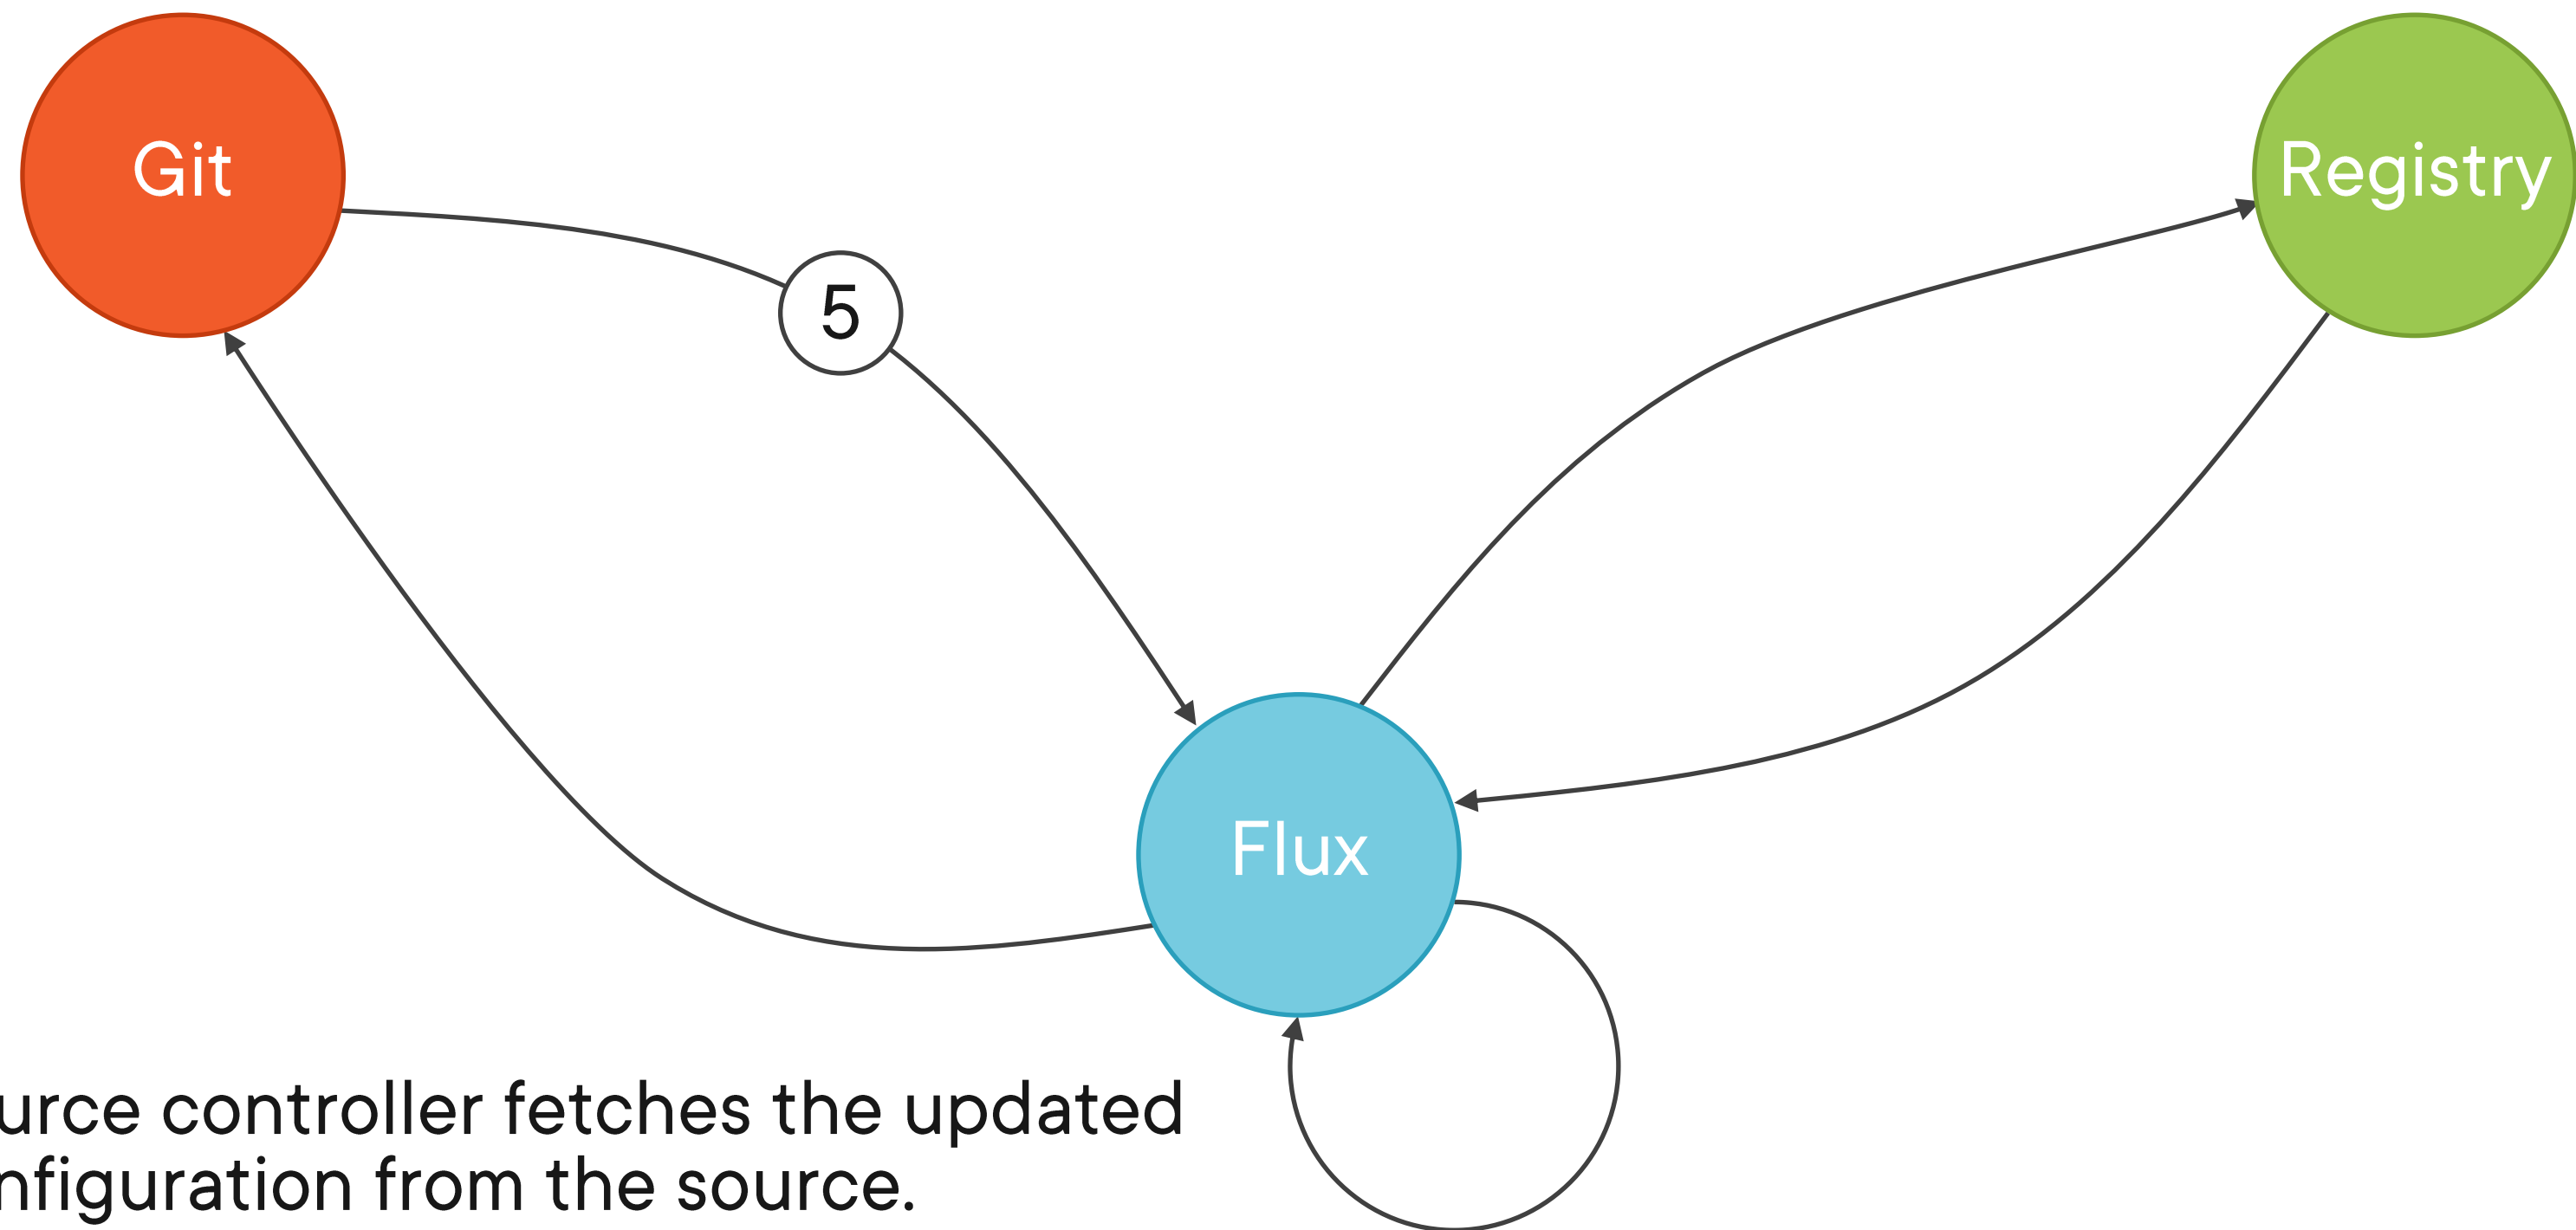 Git
Registry
5
Flux
urce controller fetches the updated
nfiguration from the source.